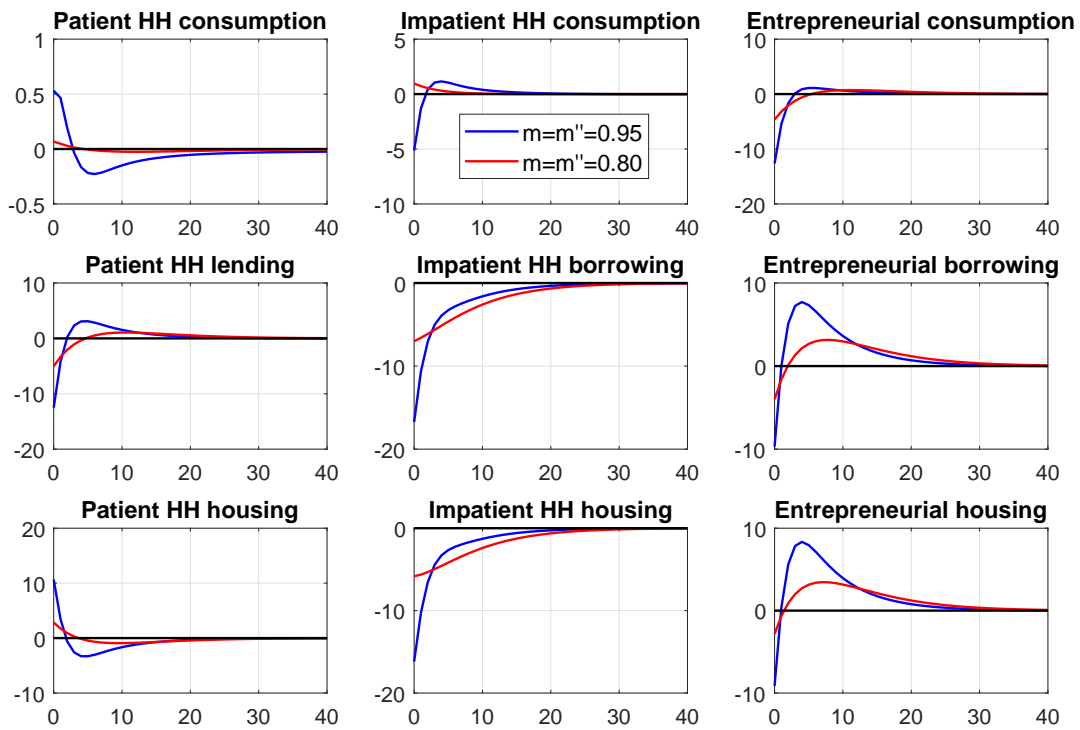 Patient HH consumption
1
0.5
0
-0.5
0 10 20 30 40
Impatient HH consumption
5
0
-5
-10
0 10 20 30 40
m=m''=0.95
m=m''=0.80
Entrepreneurial consumption
10
0
-10
-20
0 10 20 30 40
Patient HH lending
10
0
-10
-20
0 10 20 30 40
Impatient HH borrowing
0
-5
-10
-15
-20
0 10 20 30 40
Entrepreneurial borrowing
10
0
-10
0 10 20 30 40
Patient HH housing
20
10
0
-10
0 10 20 30 40
Impatient HH housing
0
-5
-10
-15
-20
0 10 20 30 40
Entrepreneurial housing
10
0
-10
0 10 20 30 40